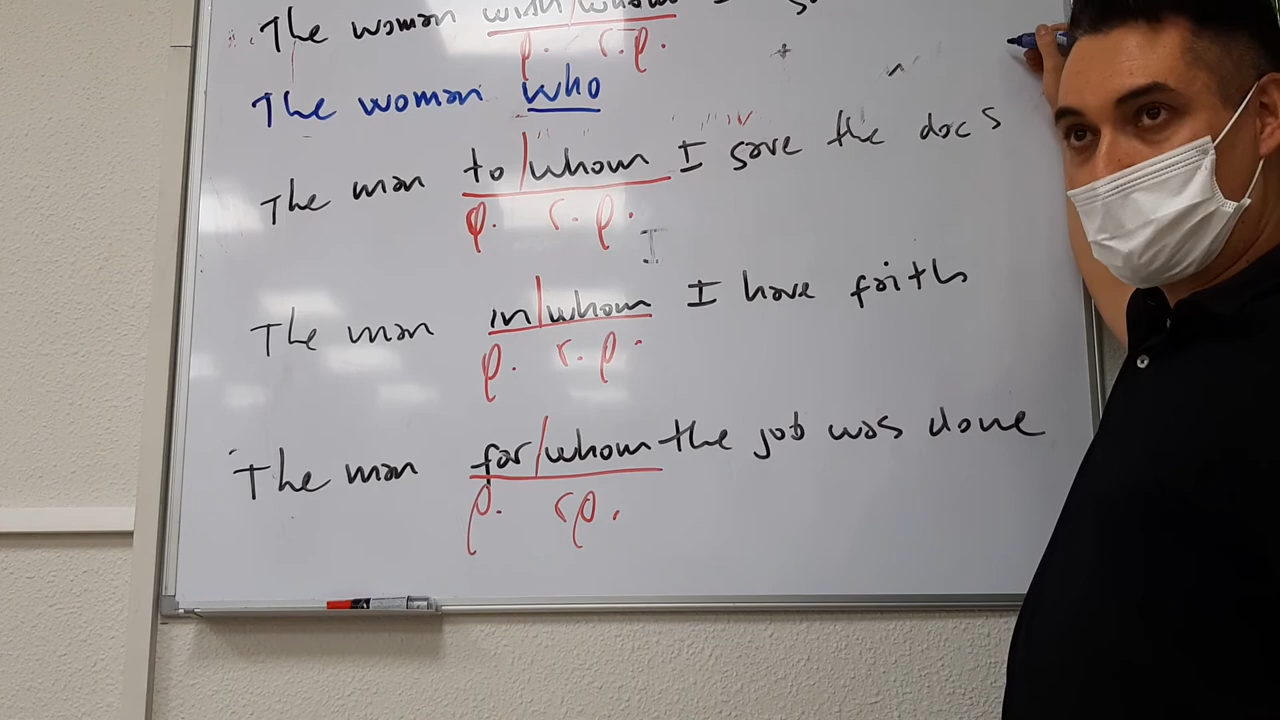 The woman with/whom I
p. r.p.
The woman who
The man to/whom I gave the docs
p. r.p.
I
The man in/whom I have faith
p. r.p.
The man for/whom the job was done
p. rp.